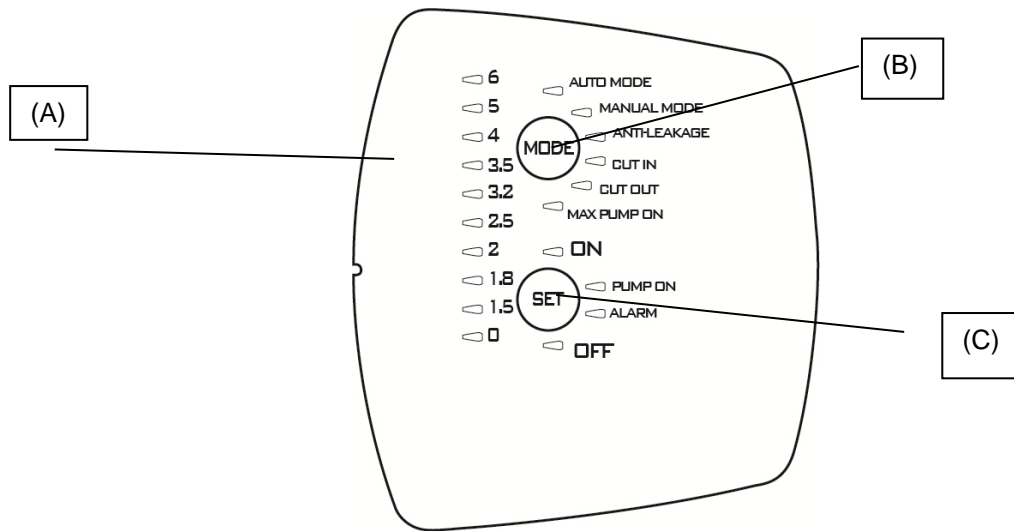 (A)
(B)
(C)
6
5
4
3.5
3.2
2.5
2
1.8
1.5
0
AUTO MODE
MANUAL MODE
ANTI-LEAKAGE
MODE
CUT IN
CUT OUT
MAX PUMP ON
ON
PUMP ON
SET
ALARM
OFF